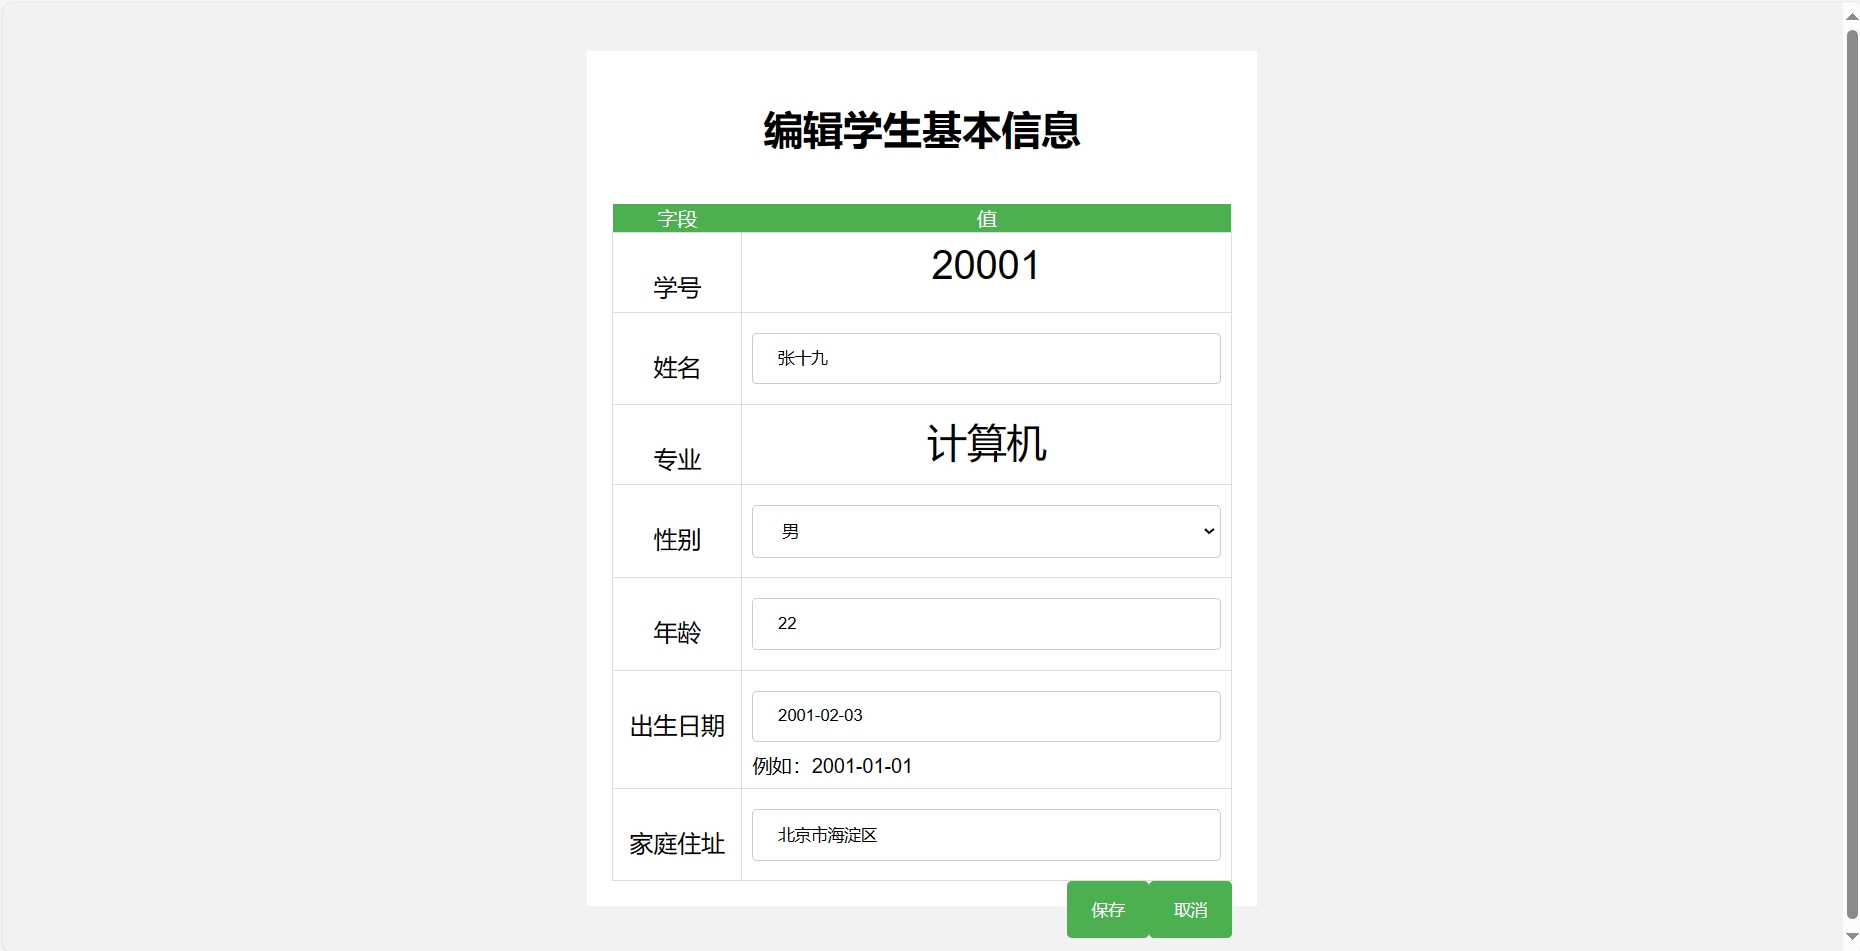 编辑学生基本信息
字段 值
学号 20001
姓名 张十九
专业 计算机
性别 男
年龄 22
出生日期 2001-02-03
例如：2001-01-01
家庭住址 北京市海淀区
保存 取消